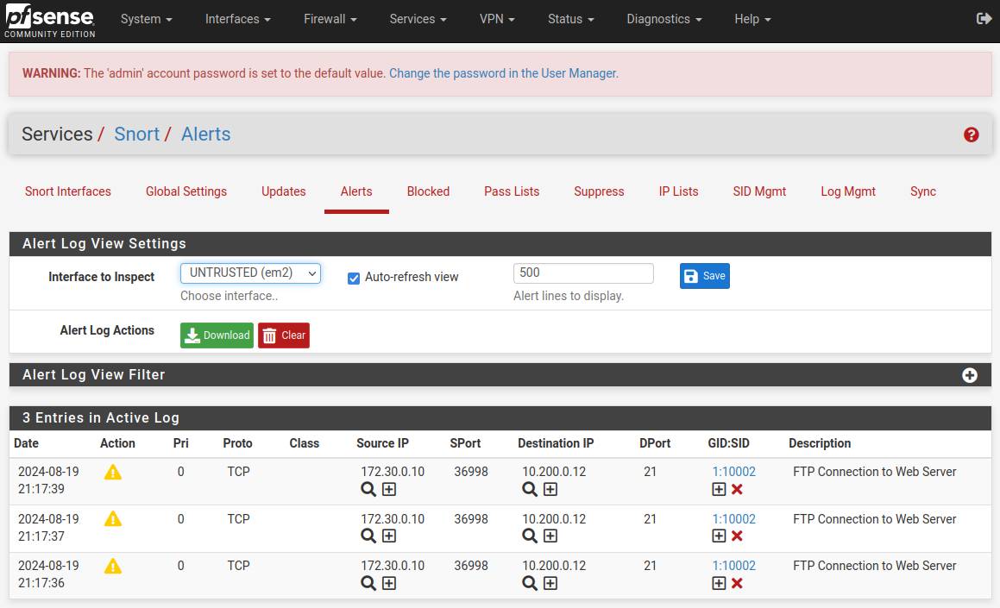 pfsense COMMUNITY EDITION System Interfaces Firewall Services VPN Status Diagnostics Help
WARNING: The 'admin' account password is set to the default value. Change the password in the User Manager.
Services / Snort / Alerts
Snort Interfaces Global Settings Updates Alerts Blocked Pass Lists Suppress IP Lists SID Mgmt Log Mgmt Sync
Alert Log View Settings
Interface to Inspect UNTRUSTED (em2) Auto-refresh view 500 Save
Choose interface.. Alert lines to display.
Alert Log Actions Download Clear
Alert Log View Filter
3 Entries in Active Log
Date Action Pri Proto Class Source IP SPort Destination IP DPort GID:SID Description
2024-08-19 0 TCP 172.30.0.10 36998 10.200.0.12 21 1:10002 FTP Connection to Web Server
21:17:39
2024-08-19 0 TCP 172.30.0.10 36998 10.200.0.12 21 1:10002 FTP Connection to Web Server
21:17:37
2024-08-19 0 TCP 172.30.0.10 36998 10.200.0.12 21 1:10002 FTP Connection to Web Server
21:17:36